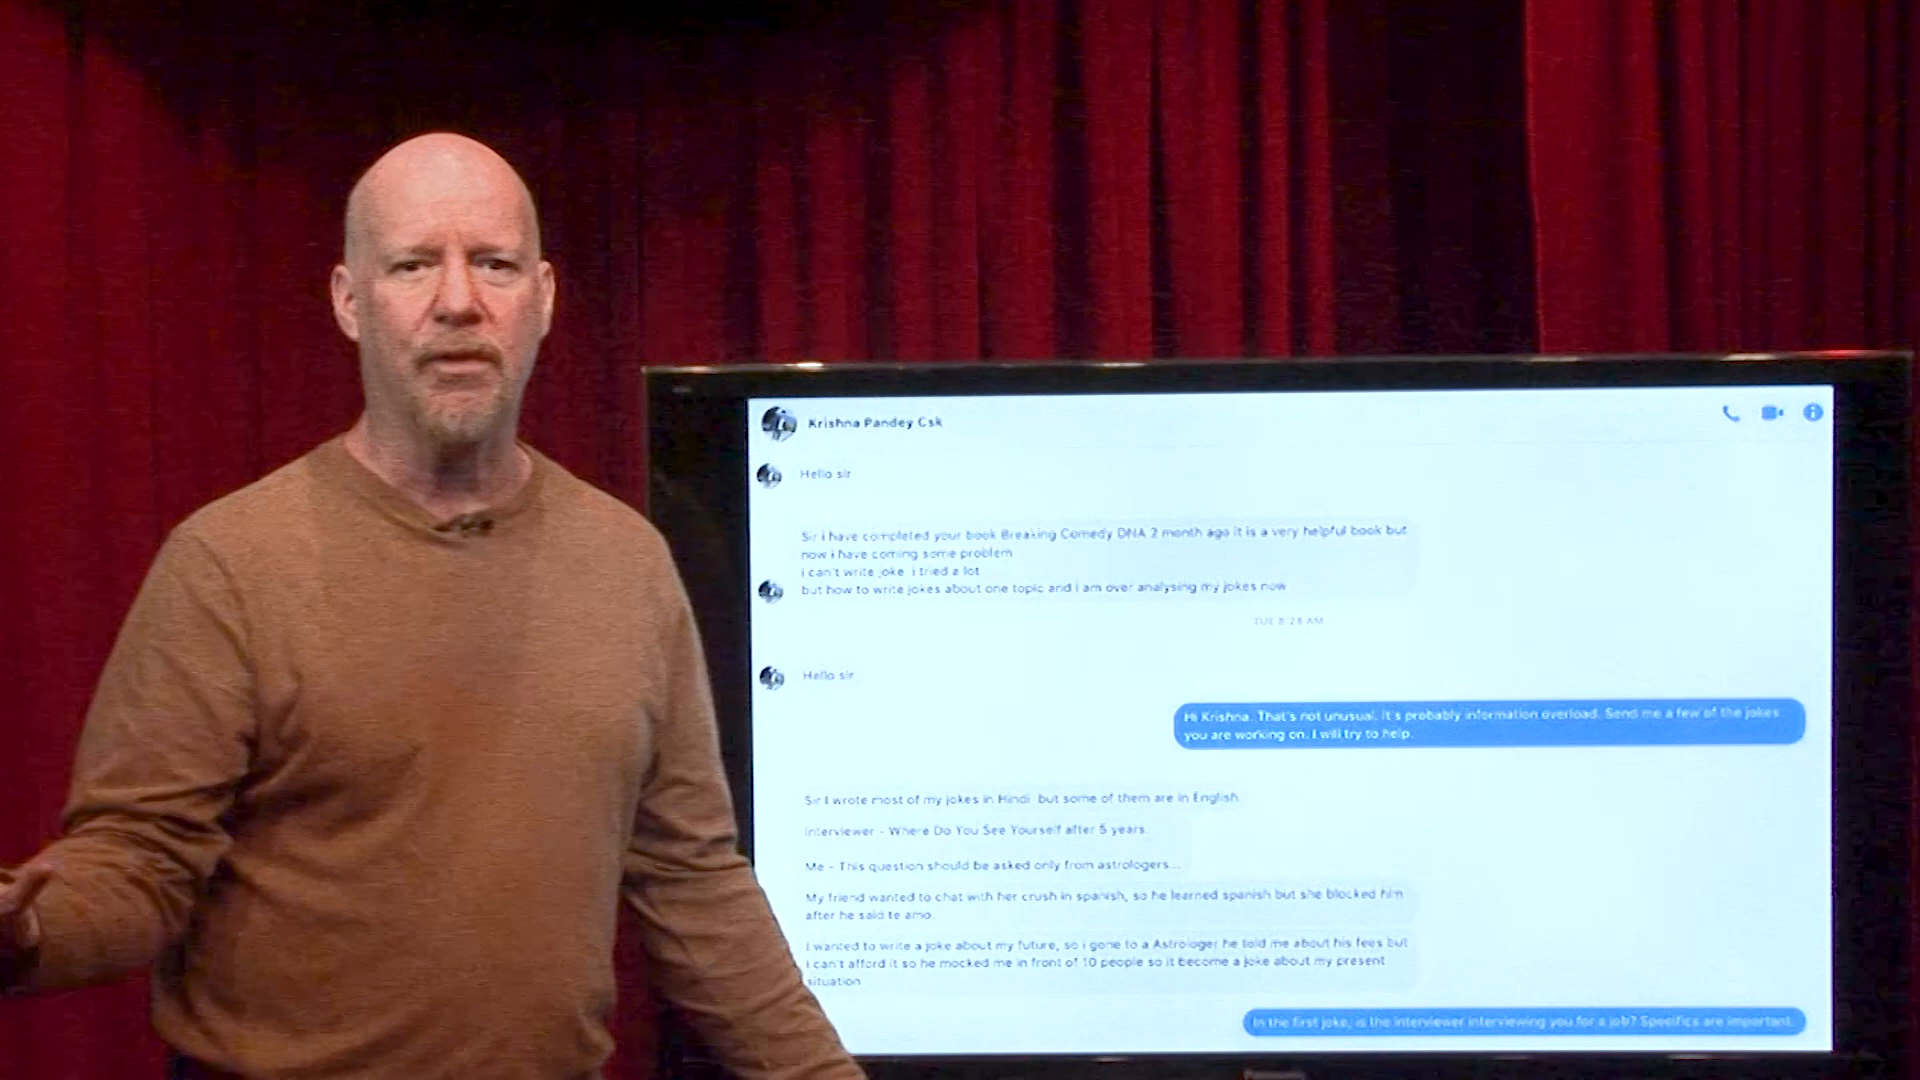 Krishna Pandey Csk
Hello sir
Sir i have completed your book Breaking Comedy DNA 2 month ago it is a very helpful book but
now i have coming some problem
i can't write joke i tried a lot
but how to write jokes about one topic and i am over analysing my jokes now
TUE 8:28 AM
Hello sir
Hi Krishna. That's not unusual. It's probably information overload. Send me a few of the jokes
you are working on. I will try to help.
Sir I wrote most of my jokes in Hindi but some of them are in English
Interviewer - Where Do You See Yourself after 5 years.
Me - This question should be asked only from astrologers...
My friend wanted to chat with her crush in spanish, so he learned spanish but she blocked him
after he said te amo.
I wanted to write a joke about my future, so i gone to a Astrologer he told me about his fees but
i can't afford it so he mocked me in front of 10 people so it become a joke about my present
situation
In the first joke, is the interviewer interviewing you for a job? Specifics are important.